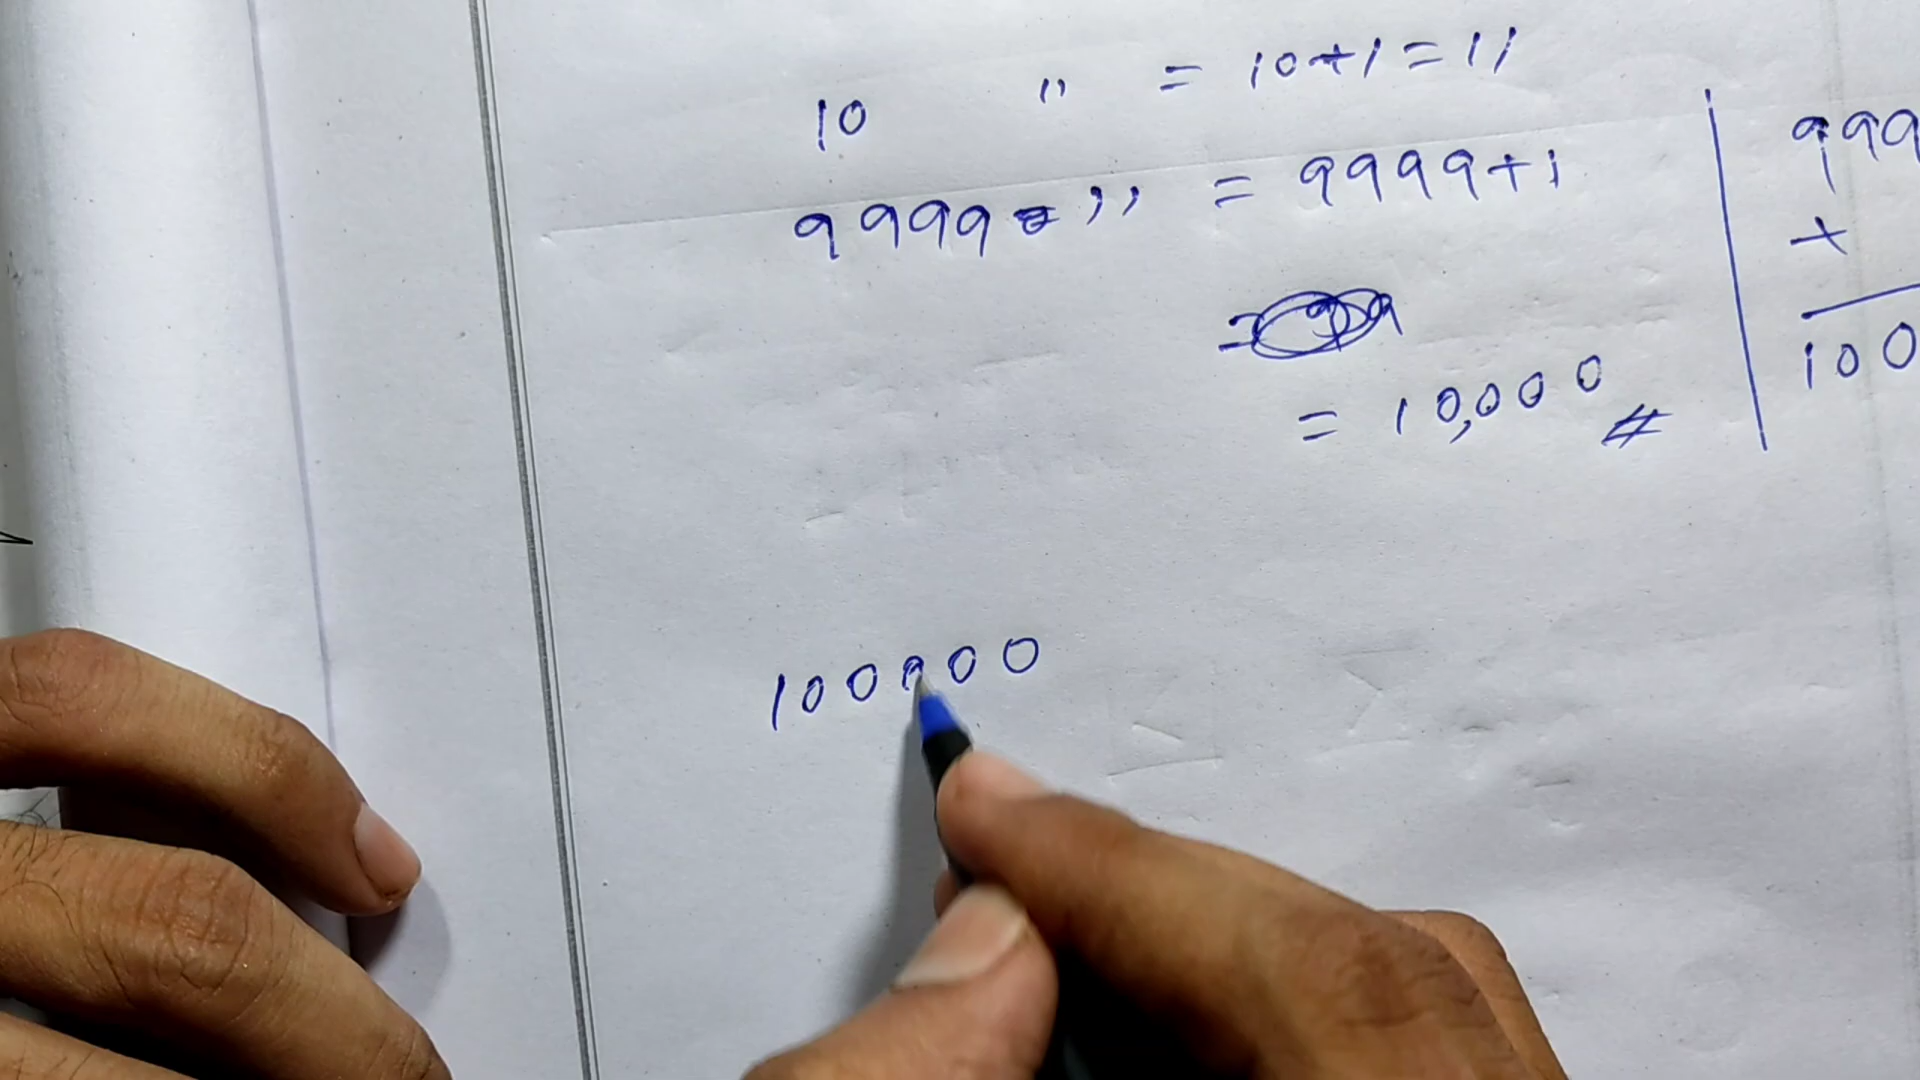 10 " = 10+1 = 11
9999 " = 9999+1
= 10,000
999
+
100
100000